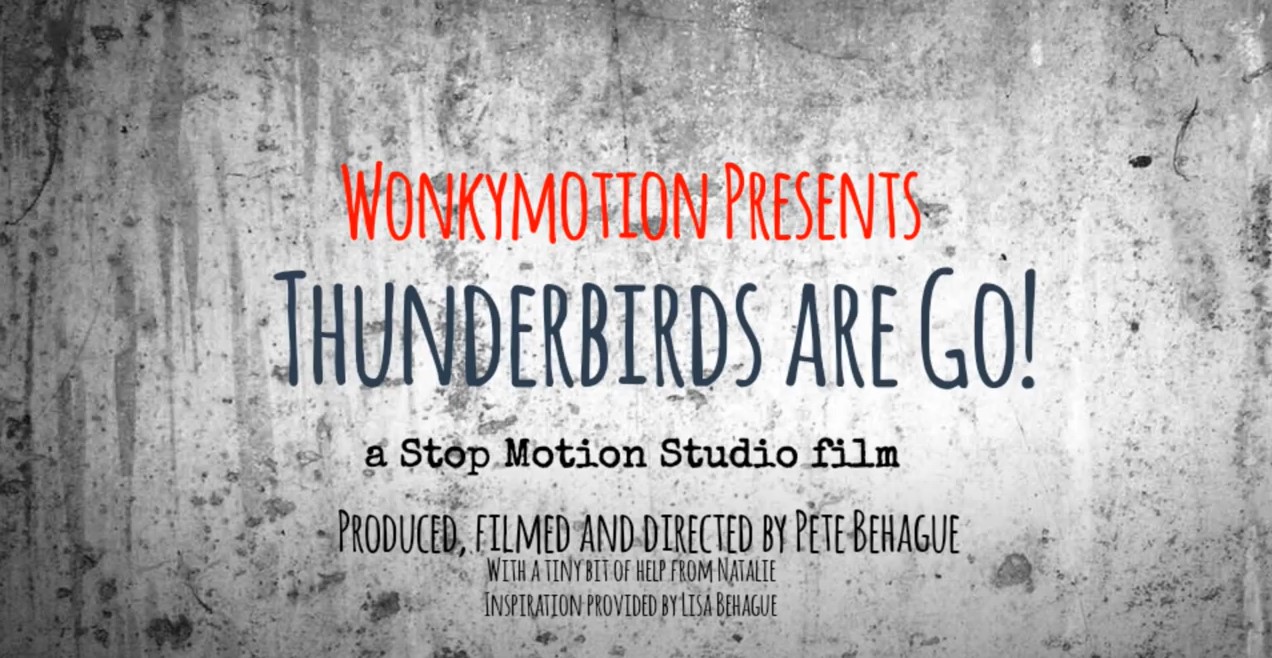 Wonkymotion Presents
Thunderbirds are Go!
a Stop Motion Studio film
Produced, filmed and directed by Pete Behague
With a tiny bit of help from Natalie
Inspiration provided by Lisa Behague